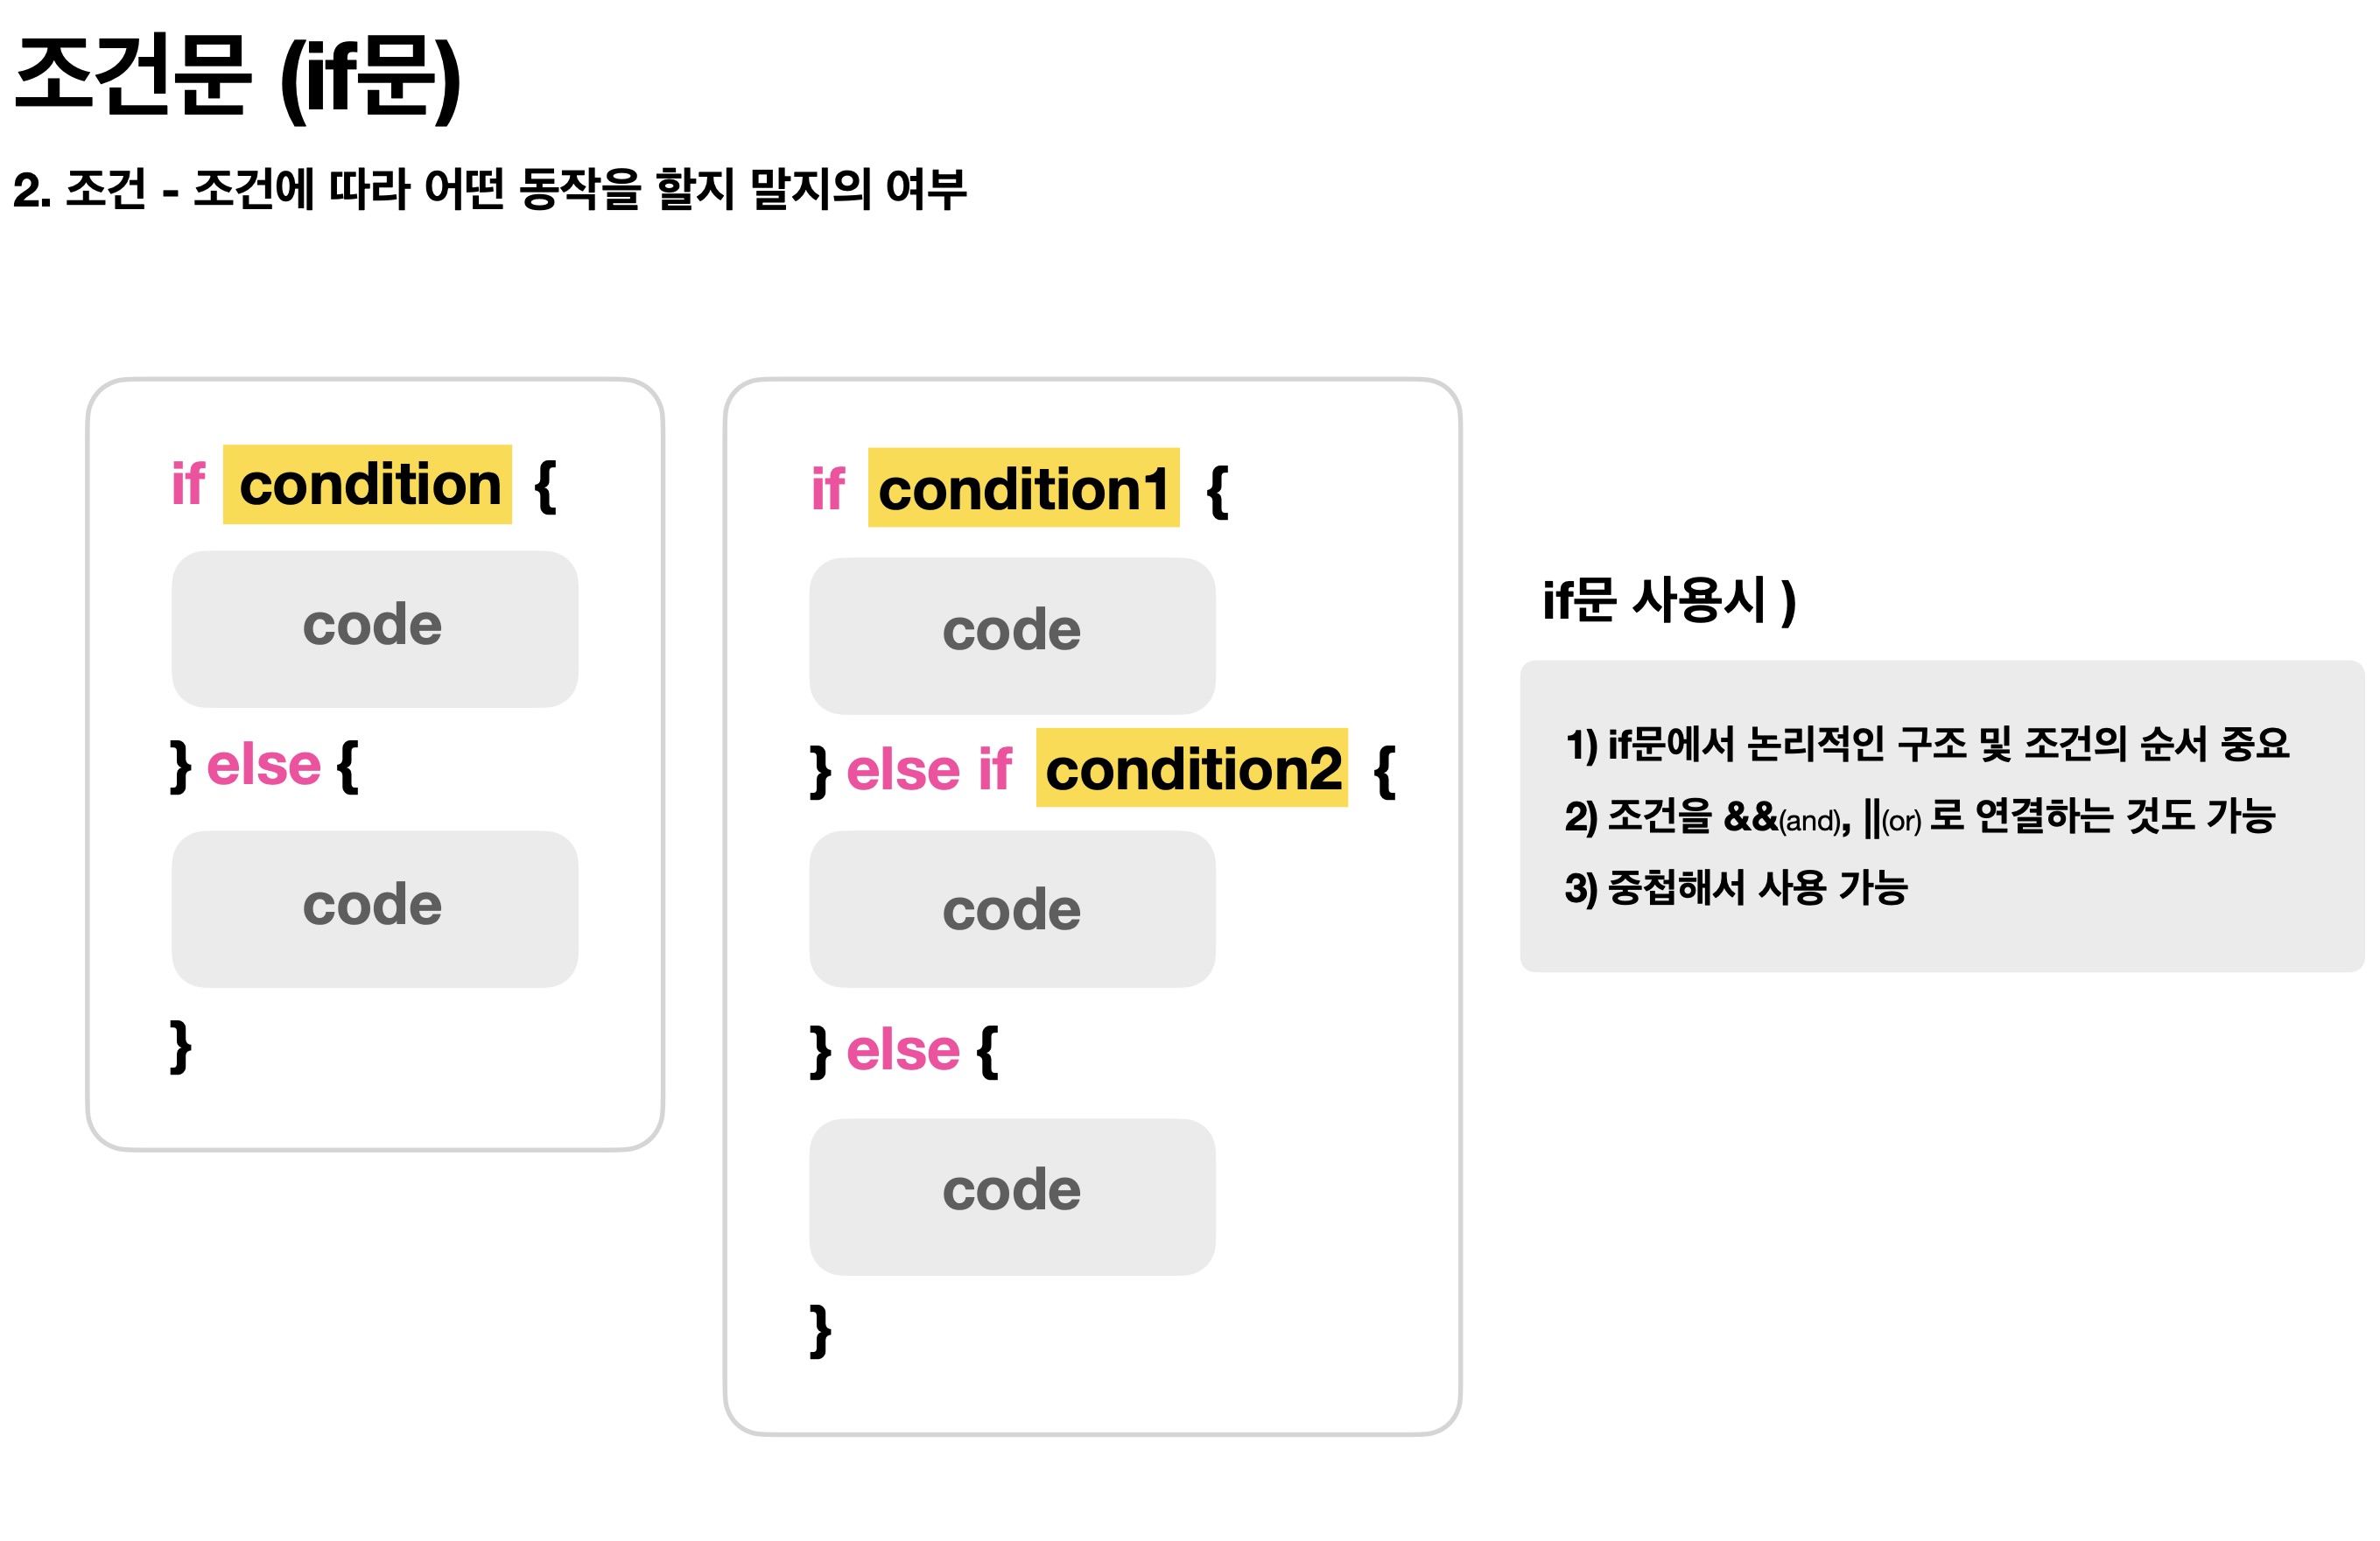 조건문 (if문)
2. 조건 - 조건에 따라 어떤 동작을 할지 말지의 여부
if condition {
code
} else {
code
}
if condition1 {
code
} else if condition2 {
code
} else {
code
}
if문 사용시 )
1) if문에서 논리적인 구조 및 조건의 순서 중요
2) 조건을 &&(and), ||(or) 로 연결하는 것도 가능
3) 중첩해서 사용 가능